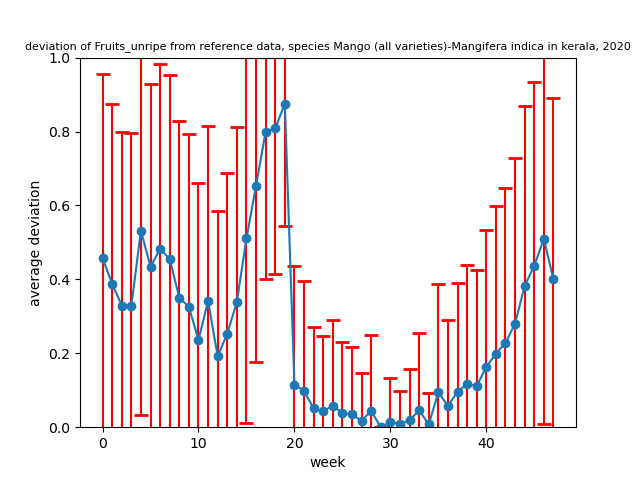 deviation of Fruits_unripe from reference data, species Mango (all varieties)-Mangifera indica in kerala, 2020
1.0
0.8
0.6
0.4
0.2
0.0
average deviation
0 10 20 30 40
week